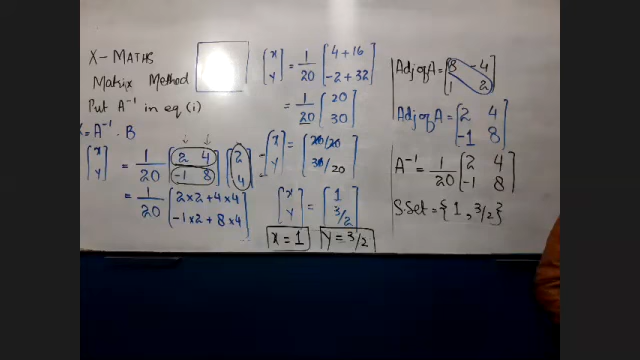 X - MATHS
Matrix Method
Put A⁻¹ in eq (i)
X = A⁻¹ . B
[x y] = 1/20 [2 4 -1 8] [2 4]
= 1/20 [2×2+4×4 -1×2+8×4]
[x y] = 1/20 [4+16 -2+32]
= 1/20 [20 30]
[x y] = [20/20 30/20]
[x y] = [1 3/2]
x = 1 y = 3/2
Adj of A = [8 -4 1 2]
Adj of A = [2 4 -1 8]
A⁻¹ = 1/20 [2 4 -1 8]
S.Set = {1, 3/2}